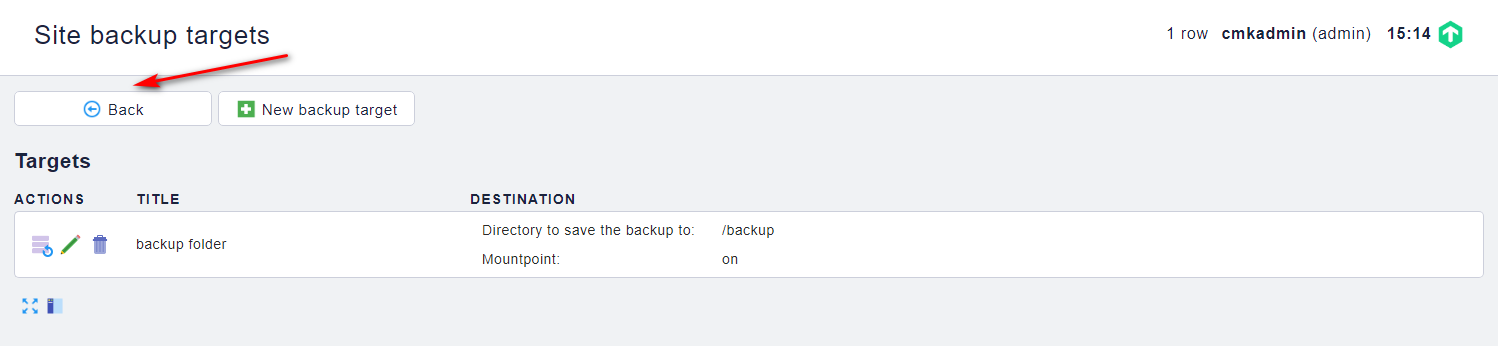 Site backup targets
1 row cmkadmin (admin) 15:14
Back New backup target
Targets
ACTIONS TITLE DESTINATION
backup folder
Directory to save the backup to: /backup
Mountpoint: on